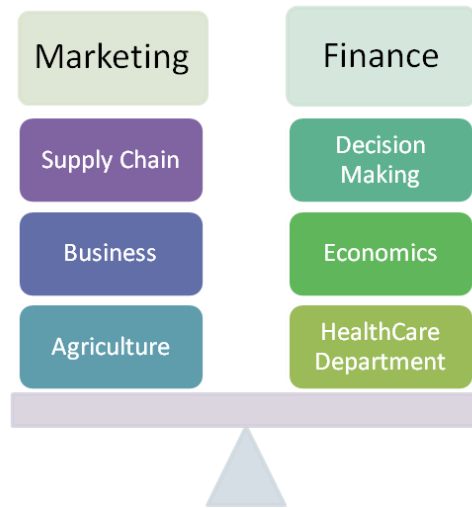 Marketing
Finance
Supply Chain
Decision
Making
Business
Economics
Agriculture
HealthCare
Department